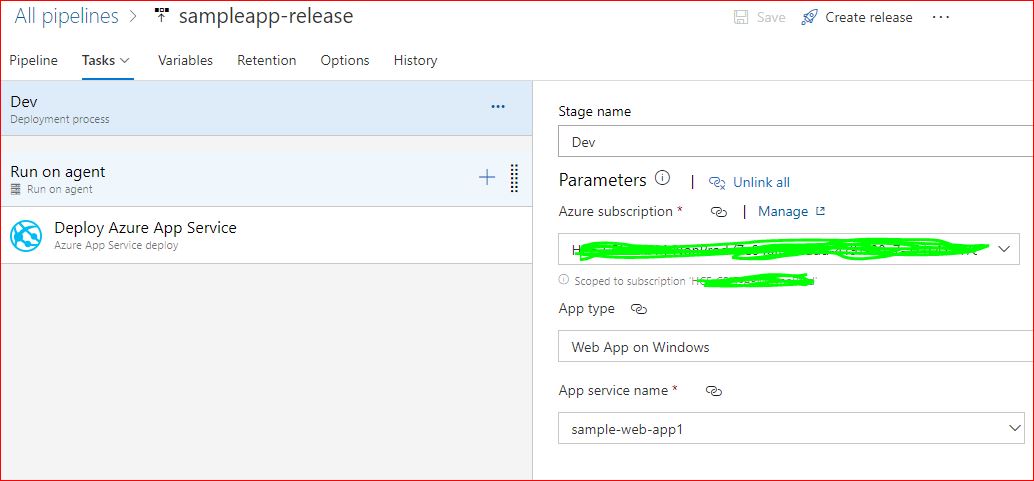 All pipelines > sampleapp-release
Save Create release ...
Pipeline Tasks Variables Retention Options History
Dev
Deployment process
Run on agent
Run on agent
Deploy Azure App Service
Azure App Service deploy
Stage name
Dev
Parameters | Unlink all
Azure subscription * | Manage
Scoped to subscription '
App type
Web App on Windows
App service name *
sample-web-app1